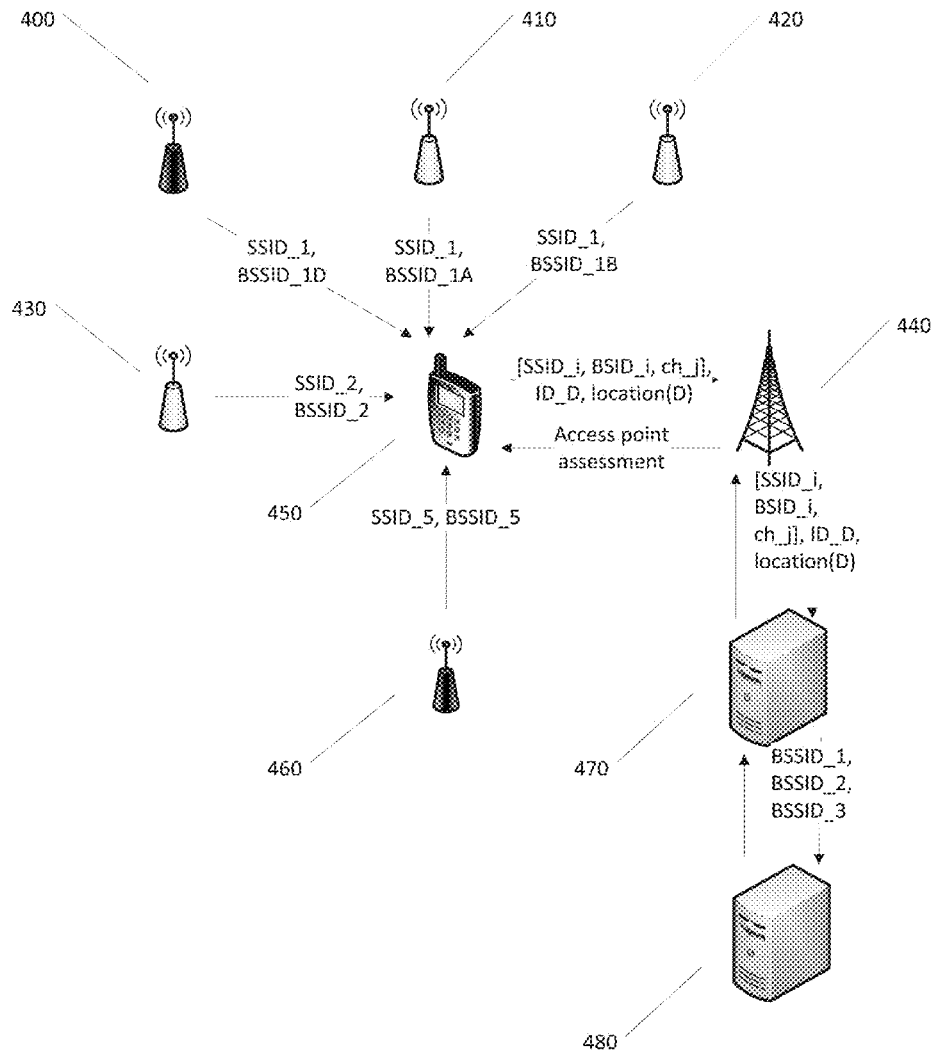 400
410
420
SSID_1,
BSSID_1D
SSID_1,
BSSID_1A
SSID_1,
BSSID_1B
430
440
SSID_2,
BSSID_2
[SSID_i, BSID_i, ch_j],
ID_D, location(D)
Access point
assessment
450
SSID_5, BSSID_5
[SSID_i,
BSID_i,
ch_j], ID_D,
location(D)
460
470
BSSID_1,
BSSID_2,
BSSID_3
480